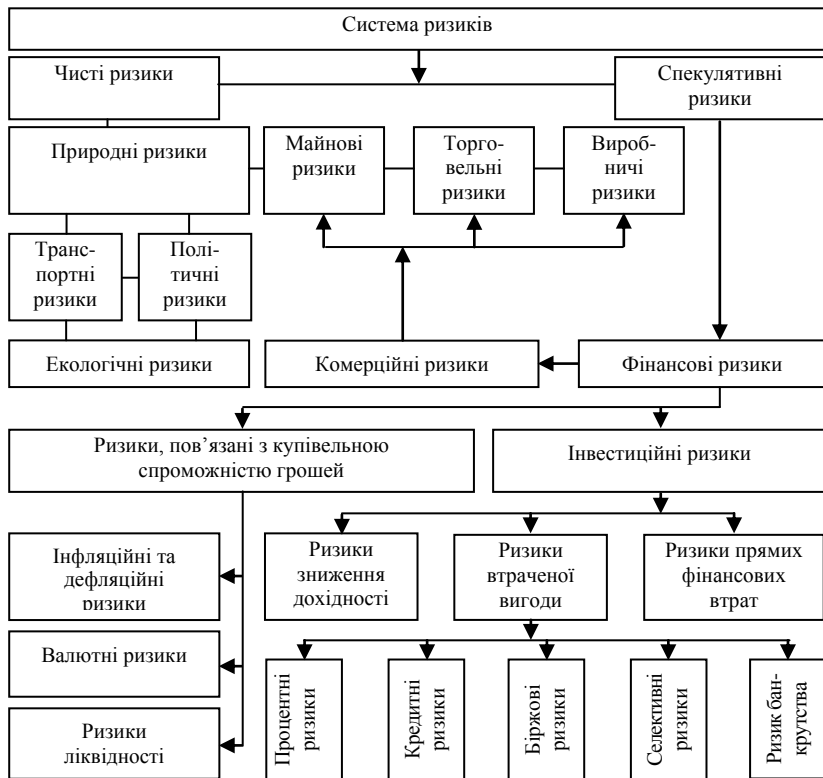 Система ризиків
Чисті ризики
Спекулятивні
ризики
Природні ризики
Майнові
ризики
Торго-
вельні
ризики
Вироб-
ничі
ризики
Транс-
портні
ризики
Полі-
тичні
ризики
Екологічні ризики
Комерційні ризики
Фінансові ризики
Ризики, пов’язані з купівельною
спроможністю грошей
Інвестиційні ризики
Інфляційні та
дефляційні
ризики
Ризики
зниження
дохідності
Ризики
втраченої
вигоди
Ризики прямих
фінансових
втрат
Валютні ризики
Ризики
ліквідності
Процентні
ризики
Кредитні
ризики
Біржові
ризики
Селективні
ризики
Ризик бан-
крутства